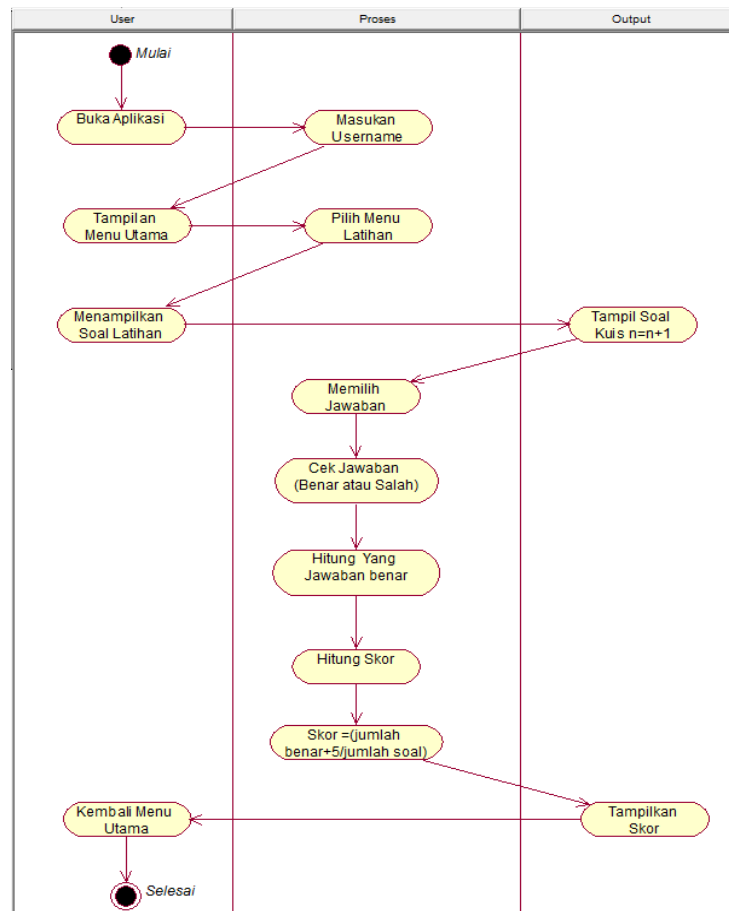 User
Proses
Output
Mulai
Buka Aplikasi
Masukan
Username
Tampilan
Menu Utama
Pilih Menu
Latihan
Menampilkan
Soal Latihan
Tampil Soal
Kuis n=n+1
Memilih
Jawaban
Cek Jawaban
(Benar atau Salah)
Hitung Yang
Jawaban benar
Hitung Skor
Skor =(jumlah
benar+5/jumlah soal)
Kembali Menu
Utama
Tampilkan
Skor
Selesai